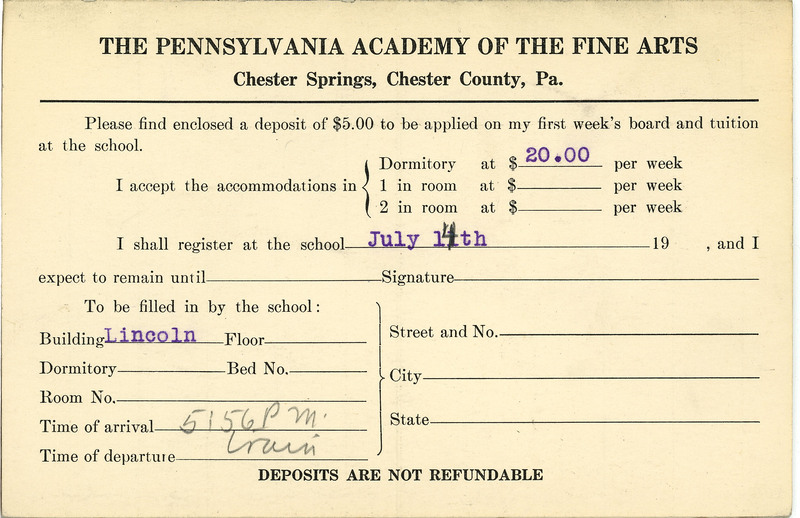 THE PENNSYLVANIA ACADEMY OF THE FINE ARTS
Chester Springs, Chester County, Pa.
Please find enclosed a deposit of $5.00 to be applied on my first week's board and tuition
at the school.
I accept the accommodations in
Dormitory at $ 20.00 per week
1 in room at $ per week
2 in room at $ per week
I shall register at the school July 14th 19 , and I
expect to remain until Signature
To be filled in by the school:
Building Lincoln Floor
Dormitory Bed No.
Room No.
Time of arrival 5:56 P M.
train
Time of departure
Street and No.
City
State
DEPOSITS ARE NOT REFUNDABLE